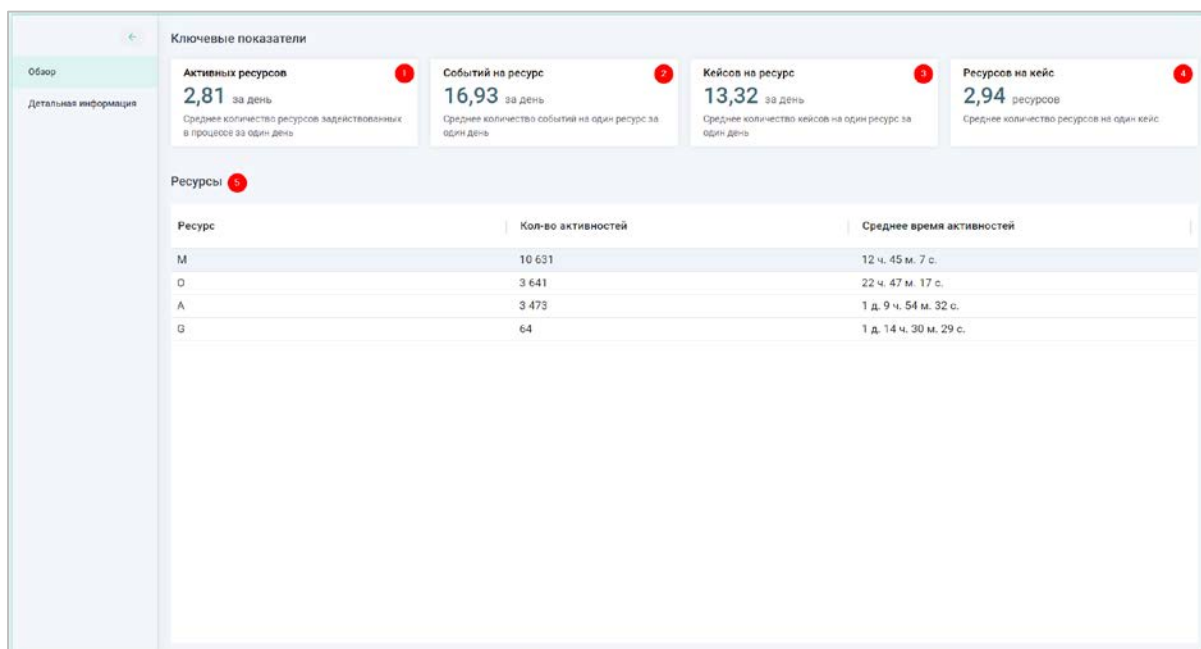 ←
Ключевые показатели
Обзор
Детальная информация
Активных ресурсов 1
2,81 за день
Среднее количество ресурсов задействованных
в процессе за один день
Событий на ресурс 2
16,93 за день
Среднее количество событий на один ресурс за
один день
Кейсов на ресурс 3
13,32 за день
Среднее количество кейсов на один ресурс за
один день
Ресурсов на кейс 4
2,94 ресурсов
Среднее количество ресурсов на один кейс
Ресурсы 5
Ресурс Кол-во активностей Среднее время активностей
M 10 631 12 ч. 45 м. 7 с.
O 3 641 22 ч. 47 м. 17 с.
A 3 473 1 д. 9 ч. 54 м. 32 с.
G 64 1 д. 14 ч. 30 м. 29 с.